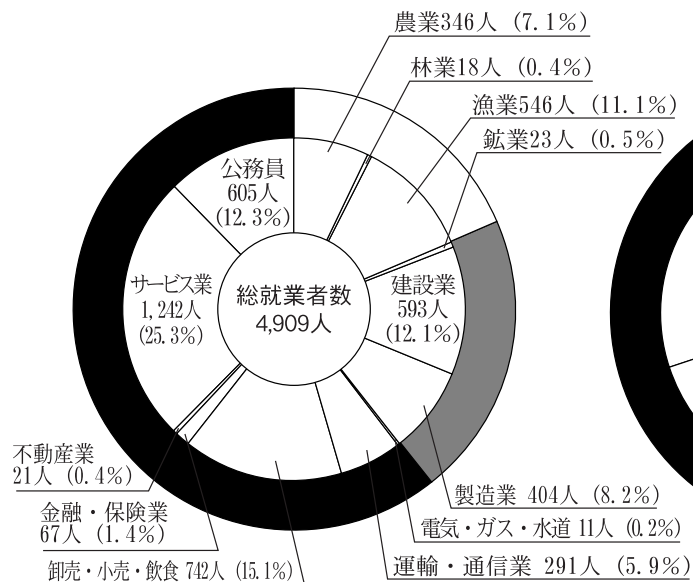 農業346人(7.1%)
林業18人(0.4%)
漁業546人(11.1%)
鉱業23人(0.5%)
公務員
605人
(12.3%)
サービス業
1,242人
(25.3%)
総就業者数
4,909人
建設業
593人
(12.1%)
不動産業
21人(0.4%)
金融・保険業
67人(1.4%)
卸売・小売・飲食 742人(15.1%)
製造業 404人(8.2%)
電気・ガス・水道 11人(0.2%)
運輸・通信業 291人(5.9%)